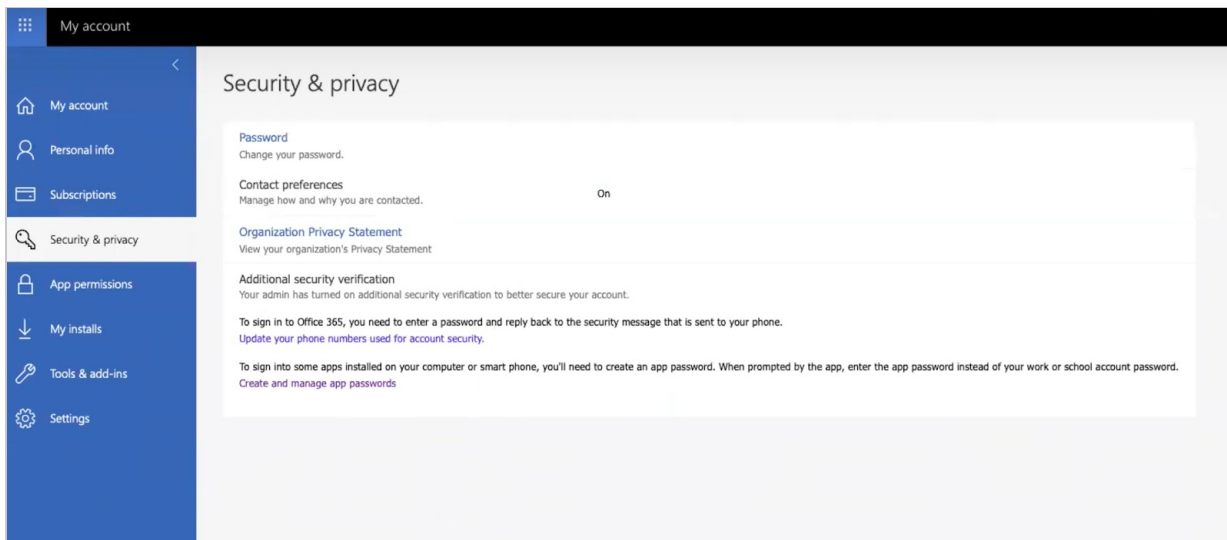 My account
My account
Personal info
Subscriptions
Security & privacy
App permissions
My installs
Tools & add-ins
Settings
Security & privacy
Password
Change your password.
Contact preferences
Manage how and why you are contacted.
On
Organization Privacy Statement
View your organization's Privacy Statement
Additional security verification
Your admin has turned on additional security verification to better secure your account.
To sign in to Office 365, you need to enter a password and reply back to the security message that is sent to your phone.
Update your phone numbers used for account security.
To sign into some apps installed on your computer or smart phone, you'll need to create an app password. When prompted by the app, enter the app password instead of your work or school account password.
Create and manage app passwords